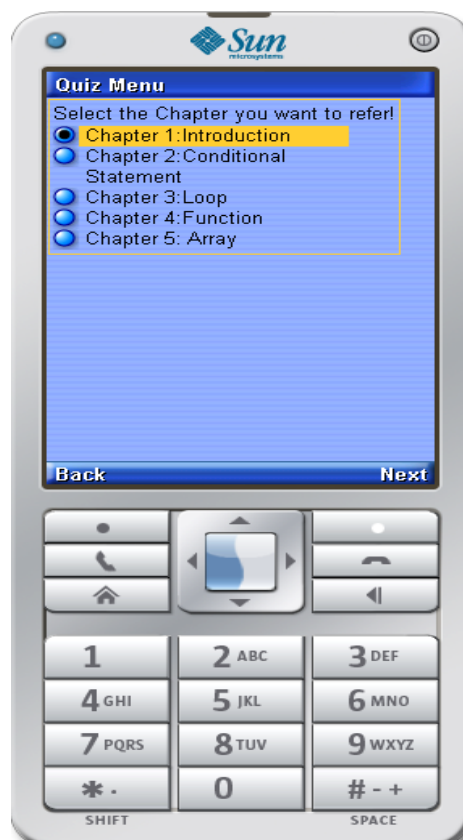 Sun
microsystems
Quiz Menu
Select the Chapter you want to refer!
Chapter 1:Introduction
Chapter 2:Conditional
Statement
Chapter 3:Loop
Chapter 4:Function
Chapter 5: Array
Back Next
1 2 ABC 3 DEF
4 GHI 5 JKL 6 MNO
7 PQRS 8 TUV 9 WXYZ
* . 0 # - +
SHIFT SPACE